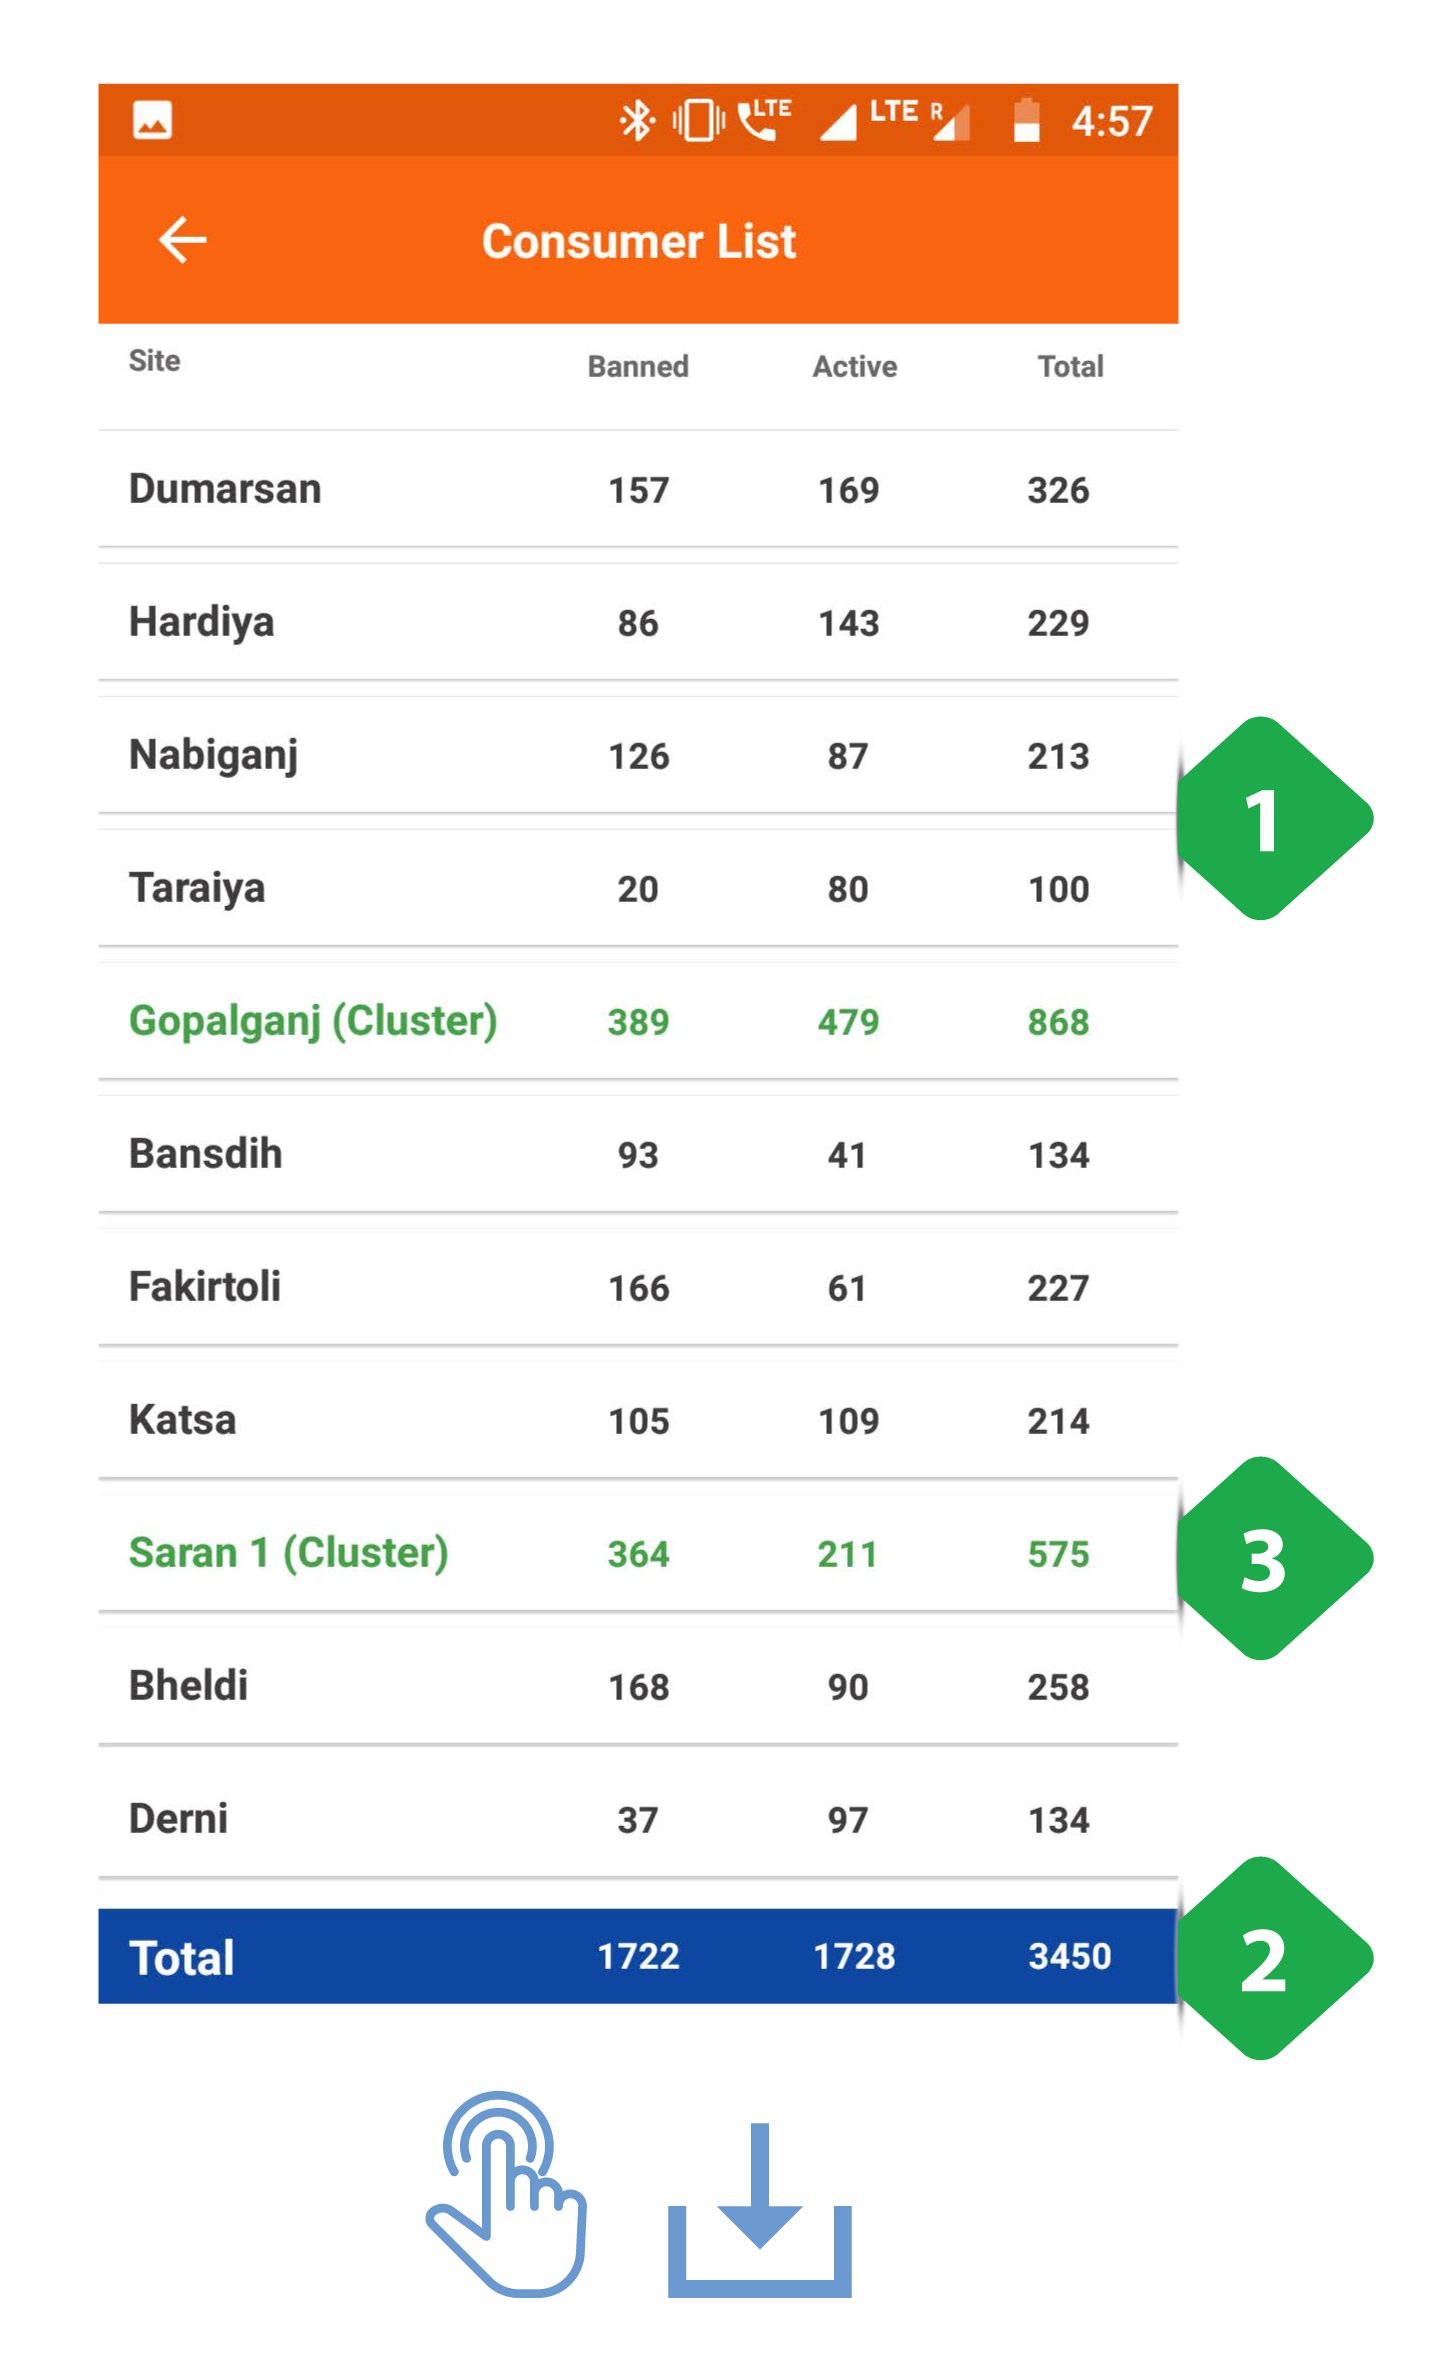 LTE LTE R 4:57
Consumer List
Site Banned Active Total
Dumarsan 157 169 326
Hardiya 86 143 229
Nabiganj 126 87 213
1
Taraiya 20 80 100
Gopalganj (Cluster) 389 479 868
Bansdih 93 41 134
Fakirtoli 166 61 227
Katsa 105 109 214
Saran 1 (Cluster) 364 211 575
3
Bheldi 168 90 258
Derni 37 97 134
Total 1722 1728 3450
2